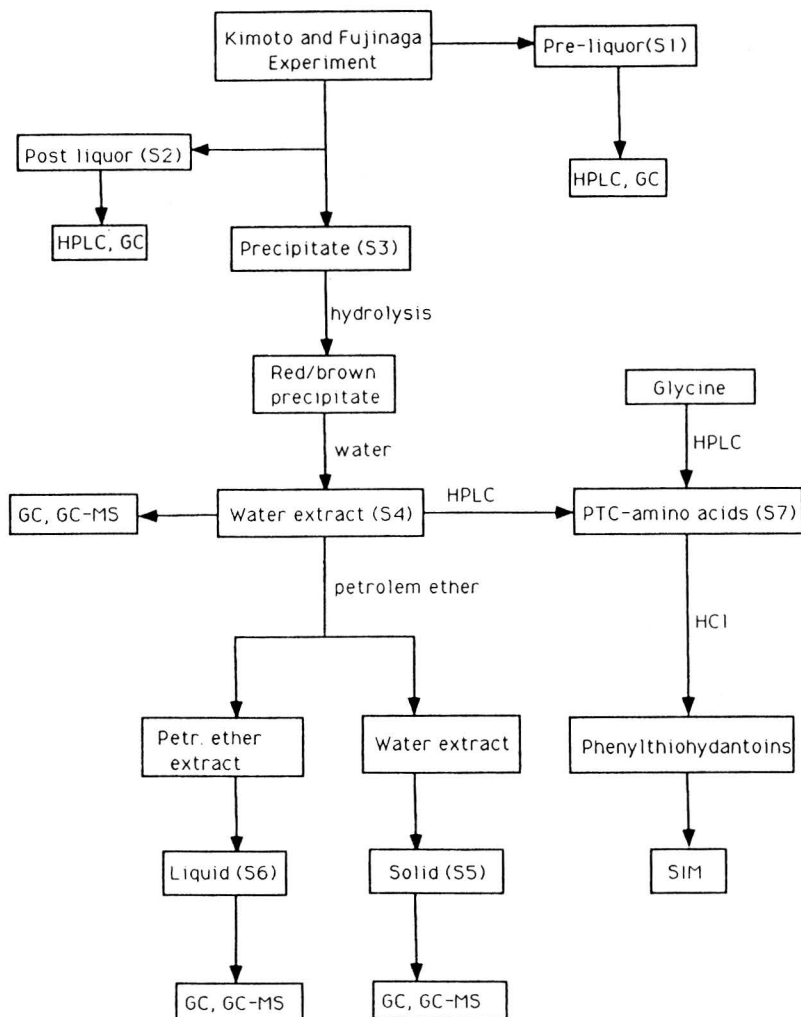 Kimoto and Fujinaga
Experiment
Pre-liquor(S1)
Post liquor (S2)
HPLC, GC
HPLC, GC
Precipitate (S3)
hydrolysis
Red/brown
precipitate
Glycine
water
HPLC
HPLC
GC, GC-MS
Water extract (S4)
PTC-amino acids (S7)
petrolem ether
HCl
Petr. ether
extract
Water extract
Phenylthiohydantoins
Liquid (S6)
Solid (S5)
SIM
GC, GC-MS
GC, GC-MS